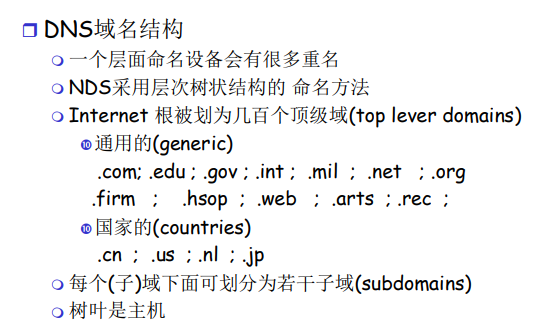 DNS域名结构
一个层面命名设备会有很多重名
NDS采用层次树状结构的 命名方法
Internet 根被划为几百个顶级域(top lever domains)
通用的(generic)
.com; .edu ; .gov ; .int ; .mil ; .net ; .org
.firm ; .hsop ; .web ; .arts ; .rec ;
国家的(countries)
.cn ; .us ; .nl ; .jp
每个(子)域下面可划分为若干子域(subdomains)
树叶是主机